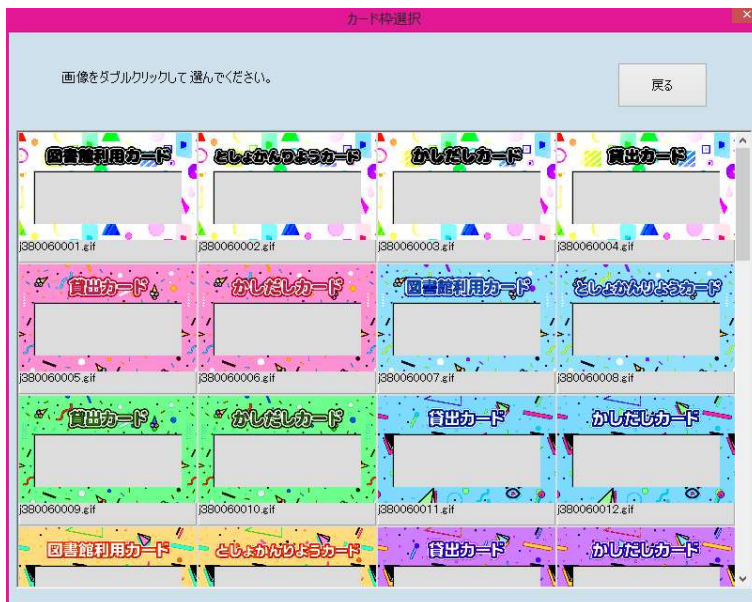 カード枠選択
画像をダブルクリックして選んでください。
戻る
図書館利用カード
としょかんりようカード
かしだしカード
貸出カード
j380060001.gif
j380060002.gif
j380060003.gif
j380060004.gif
貸出カード
かしだしカード
図書館利用カード
としょかんりようカード
j380060005.gif
j380060006.gif
j380060007.gif
j380060008.gif
貸出カード
かしだしカード
貸出カード
かしだしカード
j380060009.gif
j380060010.gif
j380060011.gif
j380060012.gif
図書館利用カード
としょかんりようカード
貸出カード
かしだしカード